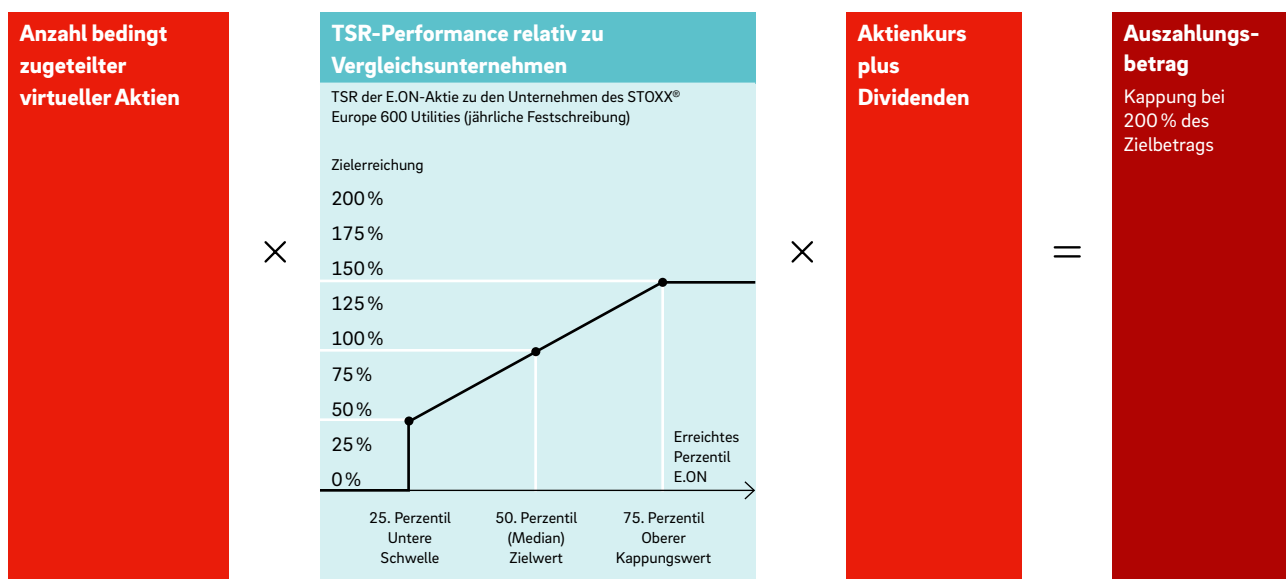 Anzahl bedingt
zugeteilter
virtueller Aktien
×
TSR-Performance relativ zu
Vergleichsunternehmen
TSR der E.ON-Aktie zu den Unternehmen des STOXX®
Europe 600 Utilities (jährliche Festschreibung)
Zielerreichung
200 %
175 %
150 %
125 %
100 %
75 %
50 %
25 %
0 %
Erreichtes
Perzentil
E.ON
25. Perzentil
Untere
Schwelle
50. Perzentil
(Median)
Zielwert
75. Perzentil
Oberer
Kappungswert
×
Aktienkurs
plus
Dividenden
=
Auszahlungs-
betrag
Kappung bei
200 % des
Zielbetrags